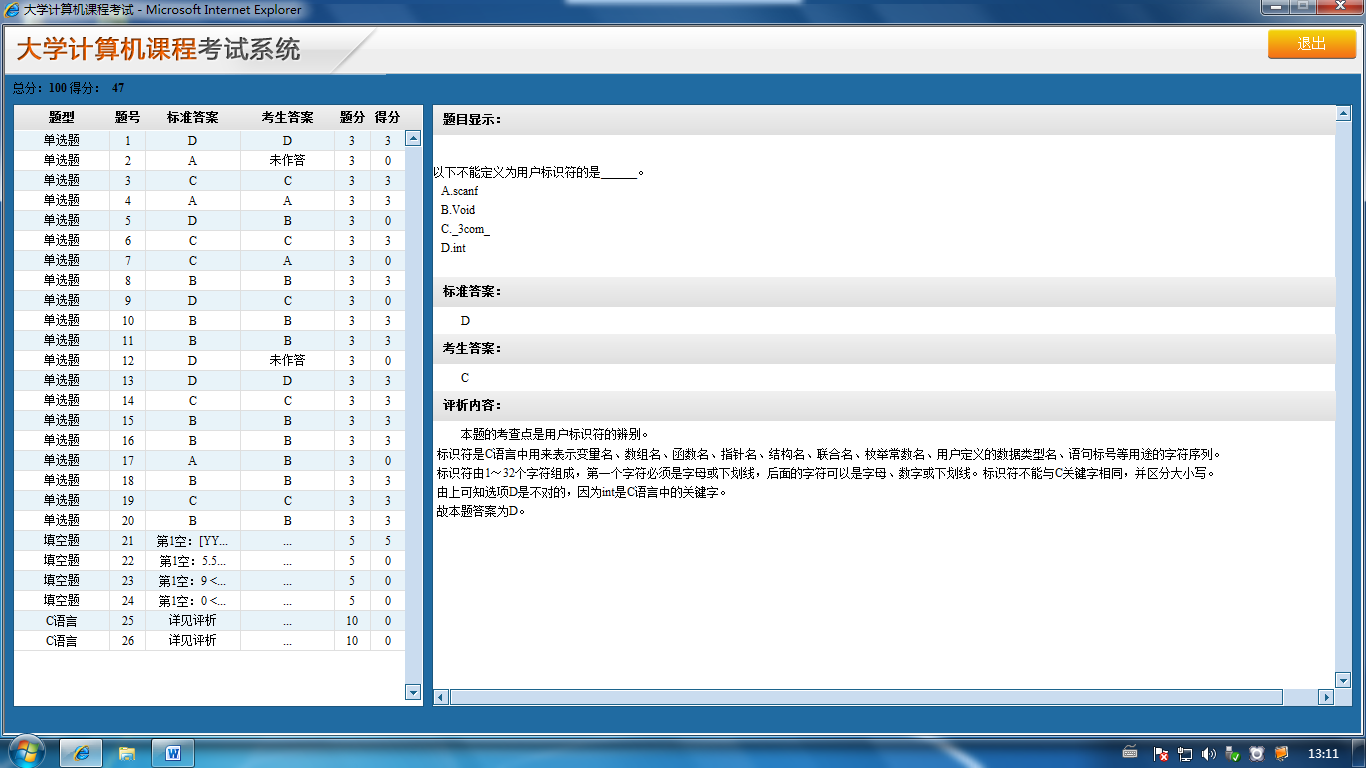 大学计算机课程考试 - Microsoft Internet Explorer
大学计算机课程考试系统
退出
总分：100 得分： 47
题型 题号 标准答案 考生答案 题分 得分
单选题 1 D D 3 3
单选题 2 A 未作答 3 0
单选题 3 C C 3 3
单选题 4 A A 3 3
单选题 5 D B 3 0
单选题 6 C C 3 3
单选题 7 C A 3 0
单选题 8 B B 3 3
单选题 9 D C 3 0
单选题 10 B B 3 3
单选题 11 B B 3 3
单选题 12 D 未作答 3 0
单选题 13 D D 3 3
单选题 14 C C 3 3
单选题 15 B B 3 3
单选题 16 B B 3 3
单选题 17 A B 3 0
单选题 18 B B 3 3
单选题 19 C C 3 3
单选题 20 B B 3 3
填空题 21 第1空：[YY... ... 5 5
填空题 22 第1空：5.5... ... 5 0
填空题 23 第1空：9 <... ... 5 0
填空题 24 第1空：0 <... ... 5 0
C语言 25 详见评析 ... 10 0
C语言 26 详见评析 ... 10 0
题目显示：
以下不能定义为用户标识符的是______。
A.scanf
B.Void
C._3com_
D.int
标准答案：
D
考生答案：
C
评析内容：
本题的考查点是用户标识符的辨别。
标识符是C语言中用来表示变量名、数组名、函数名、指针名、结构名、联合名、枚举常数名、用户定义的数据类型名、语句标号等用途的字符序列。
标识符由1～32个字符组成，第一个字符必须是字母或下划线，后面的字符可以是字母、数字或下划线。标识符不能与C关键字相同，并区分大小写。
由上可知选项D是不对的，因为int是C语言中的关键字。
故本题答案为D。
13:11